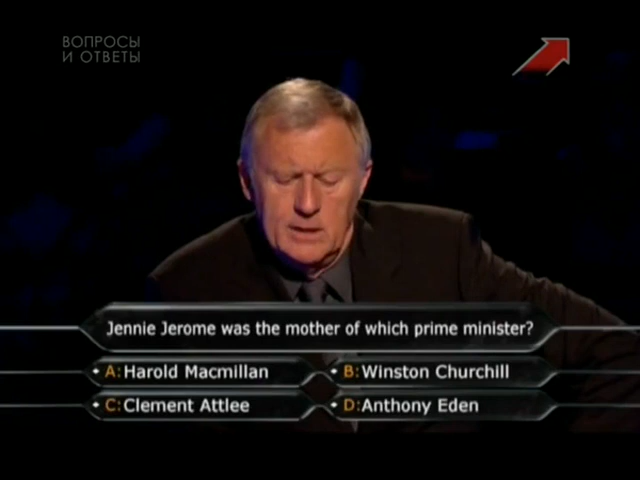 ВОПРОСЫ
И ОТВЕТЫ
Jennie Jerome was the mother of which prime minister?
A: Harold Macmillan
B: Winston Churchill
C: Clement Attlee
D: Anthony Eden